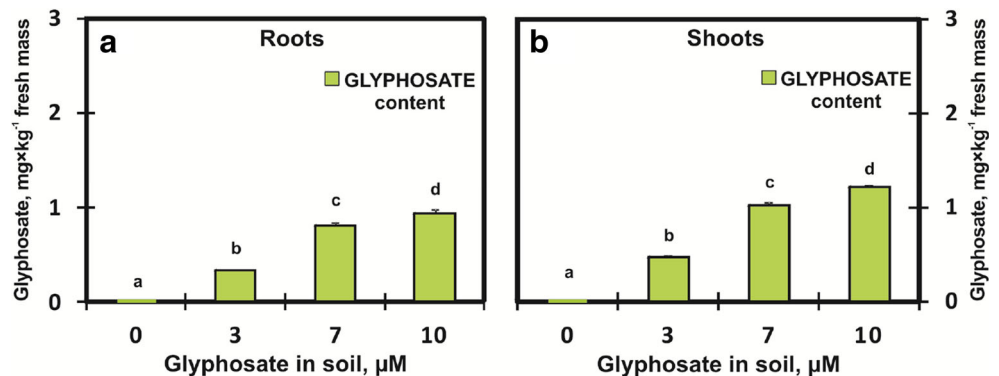 a
Roots
GLYPHOSATE
content
Glyphosate, mg×kg⁻¹ fresh mass
3
2
1
0
a
b
c
d
0 3 7 10
Glyphosate in soil, µM
b
Shoots
GLYPHOSATE
content
a
b
c
d
0 3 7 10
Glyphosate in soil, µM
3
2
1
0
Glyphosate, mg×kg⁻¹ fresh mass